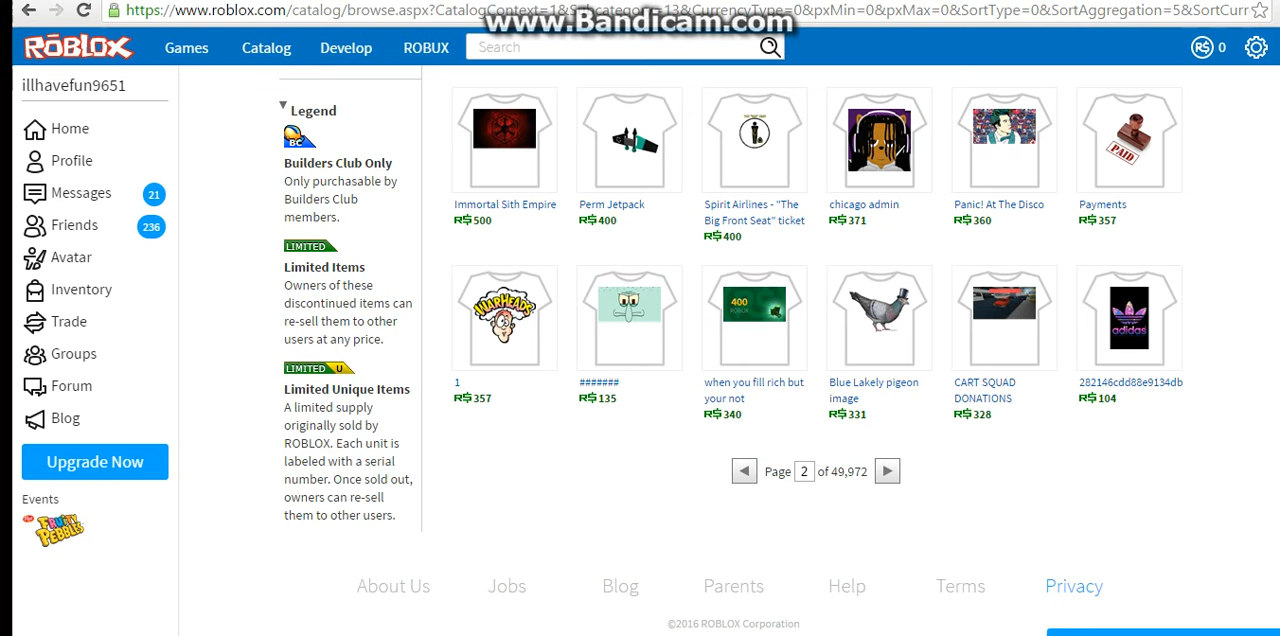 https://www.roblox.com/catalog/browse.aspx?CatalogContext=1&Subcategory=13&CurrencyType=0&pxMin=0&pxMax=0&SortType=0&SortAggregation=5&SortCurr
www.Bandicam.com
ROBLOX
Games
Catalog
Develop
ROBUX
Search
R$ 0
illhavefun9651
Home
Profile
Messages 21
Friends 236
Avatar
Inventory
Trade
Groups
Forum
Blog
Upgrade Now
Events
FRUITY
PEBBLES
Legend
BC
Builders Club Only
Only purchasable by
Builders Club
members.
LIMITED
Limited Items
Owners of these
discontinued items can
re-sell them to other
users at any price.
LIMITED U
Limited Unique Items
A limited supply
originally sold by
ROBLOX. Each unit is
labeled with a serial
number. Once sold out,
owners can re-sell
them to other users.
Immortal Sith Empire
R$ 500
Perm Jetpack
R$ 400
Spirit Airlines - "The
Big Front Seat" ticket
R$ 400
chicago admin
R$ 371
Panic! At The Disco
R$ 360
PAID
Payments
R$ 357
WARHEADS
1
R$ 357
#######
R$ 135
400
ROBUX
when you fill rich but
your not
R$ 340
Blue Lakely pigeon
image
R$ 331
CART SQUAD
DONATIONS
R$ 328
adidas
282146cdd88e9134db
R$ 104
Page 2 of 49,972
About Us
Jobs
Blog
Parents
Help
Terms
Privacy
©2016 ROBLOX Corporation